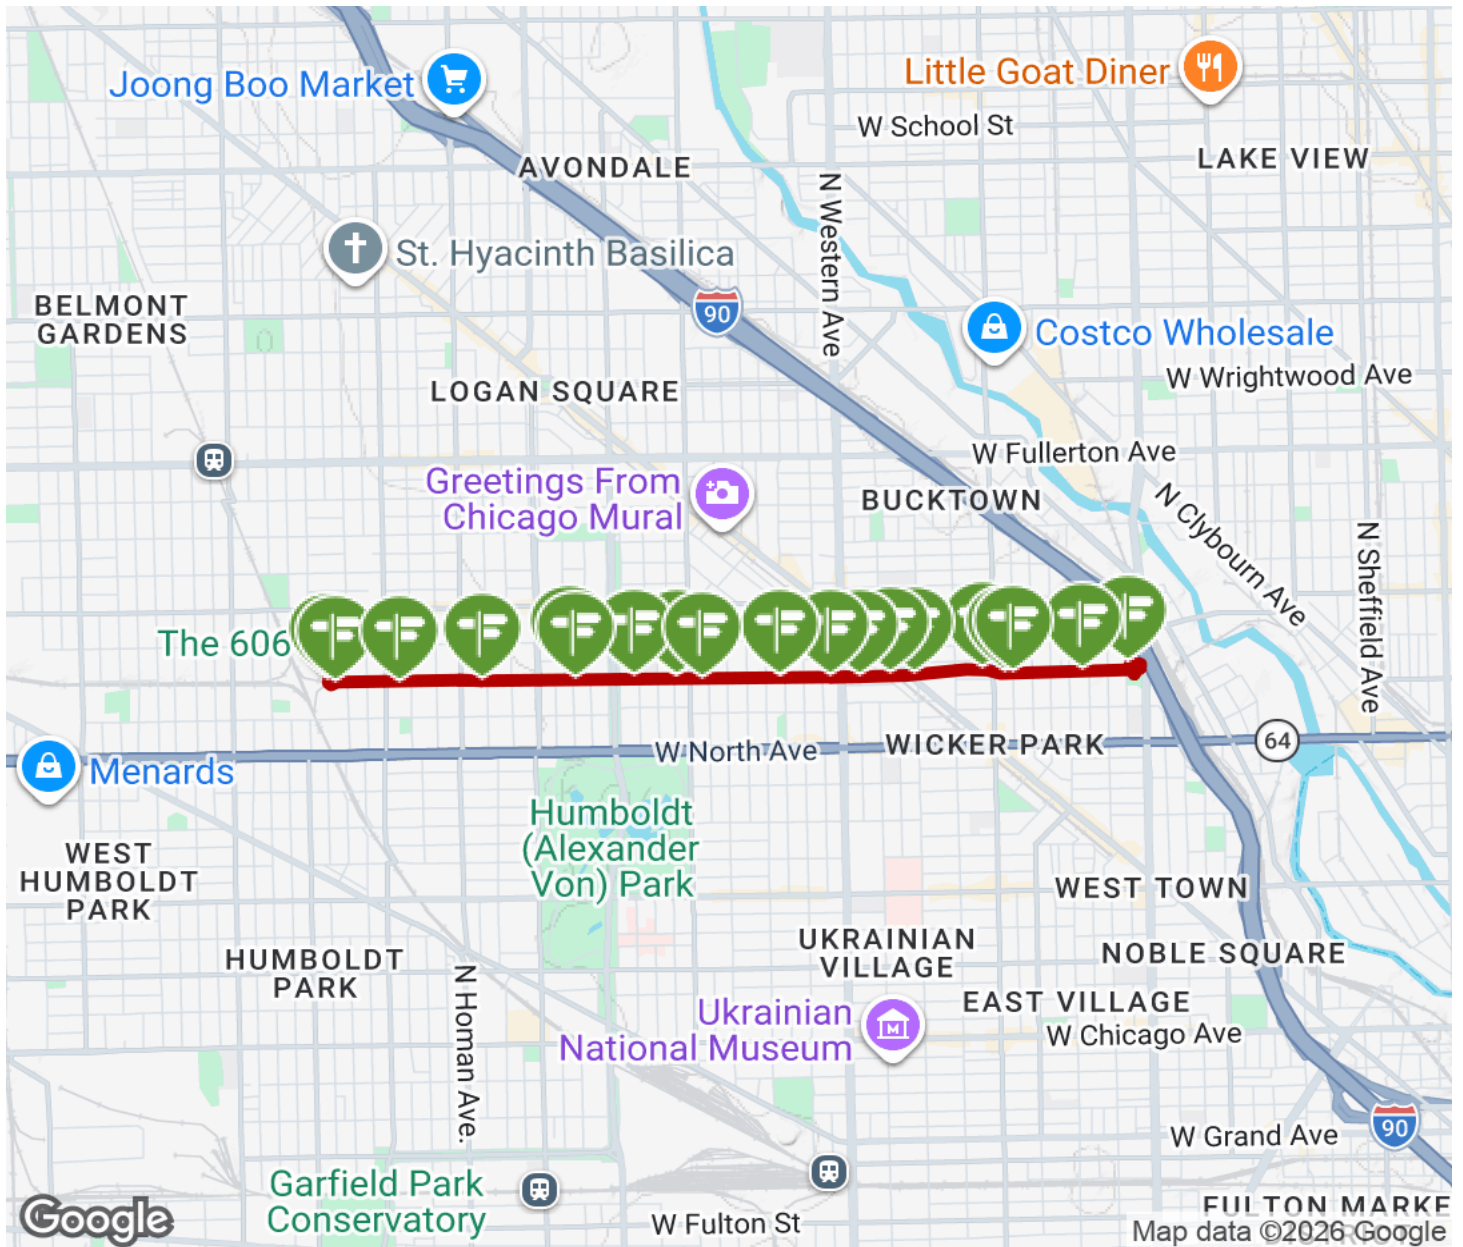 Joong Boo Market
Little Goat Diner
W School St
AVONDALE
LAKE VIEW
N Western Ave
St. Hyacinth Basilica
BELMONT
GARDENS
90
Costco Wholesale
W Wrightwood Ave
LOGAN SQUARE
W Fullerton Ave
Greetings From
Chicago Mural
BUCKTOWN
N Clybourn Ave
N Sheffield Ave
The 606
W North Ave
WICKER PARK
64
Menards
Humboldt
(Alexander
Von) Park
WEST
HUMBOLDT
PARK
WEST TOWN
UKRAINIAN
VILLAGE
NOBLE SQUARE
HUMBOLDT
PARK
N Homan Ave.
EAST VILLAGE
Ukrainian
National Museum
M
W Chicago Ave
W Grand Ave
90
Garfield Park
Conservatory
W Fulton St
FULTON MARKE
Google
Map data ©2026 Google